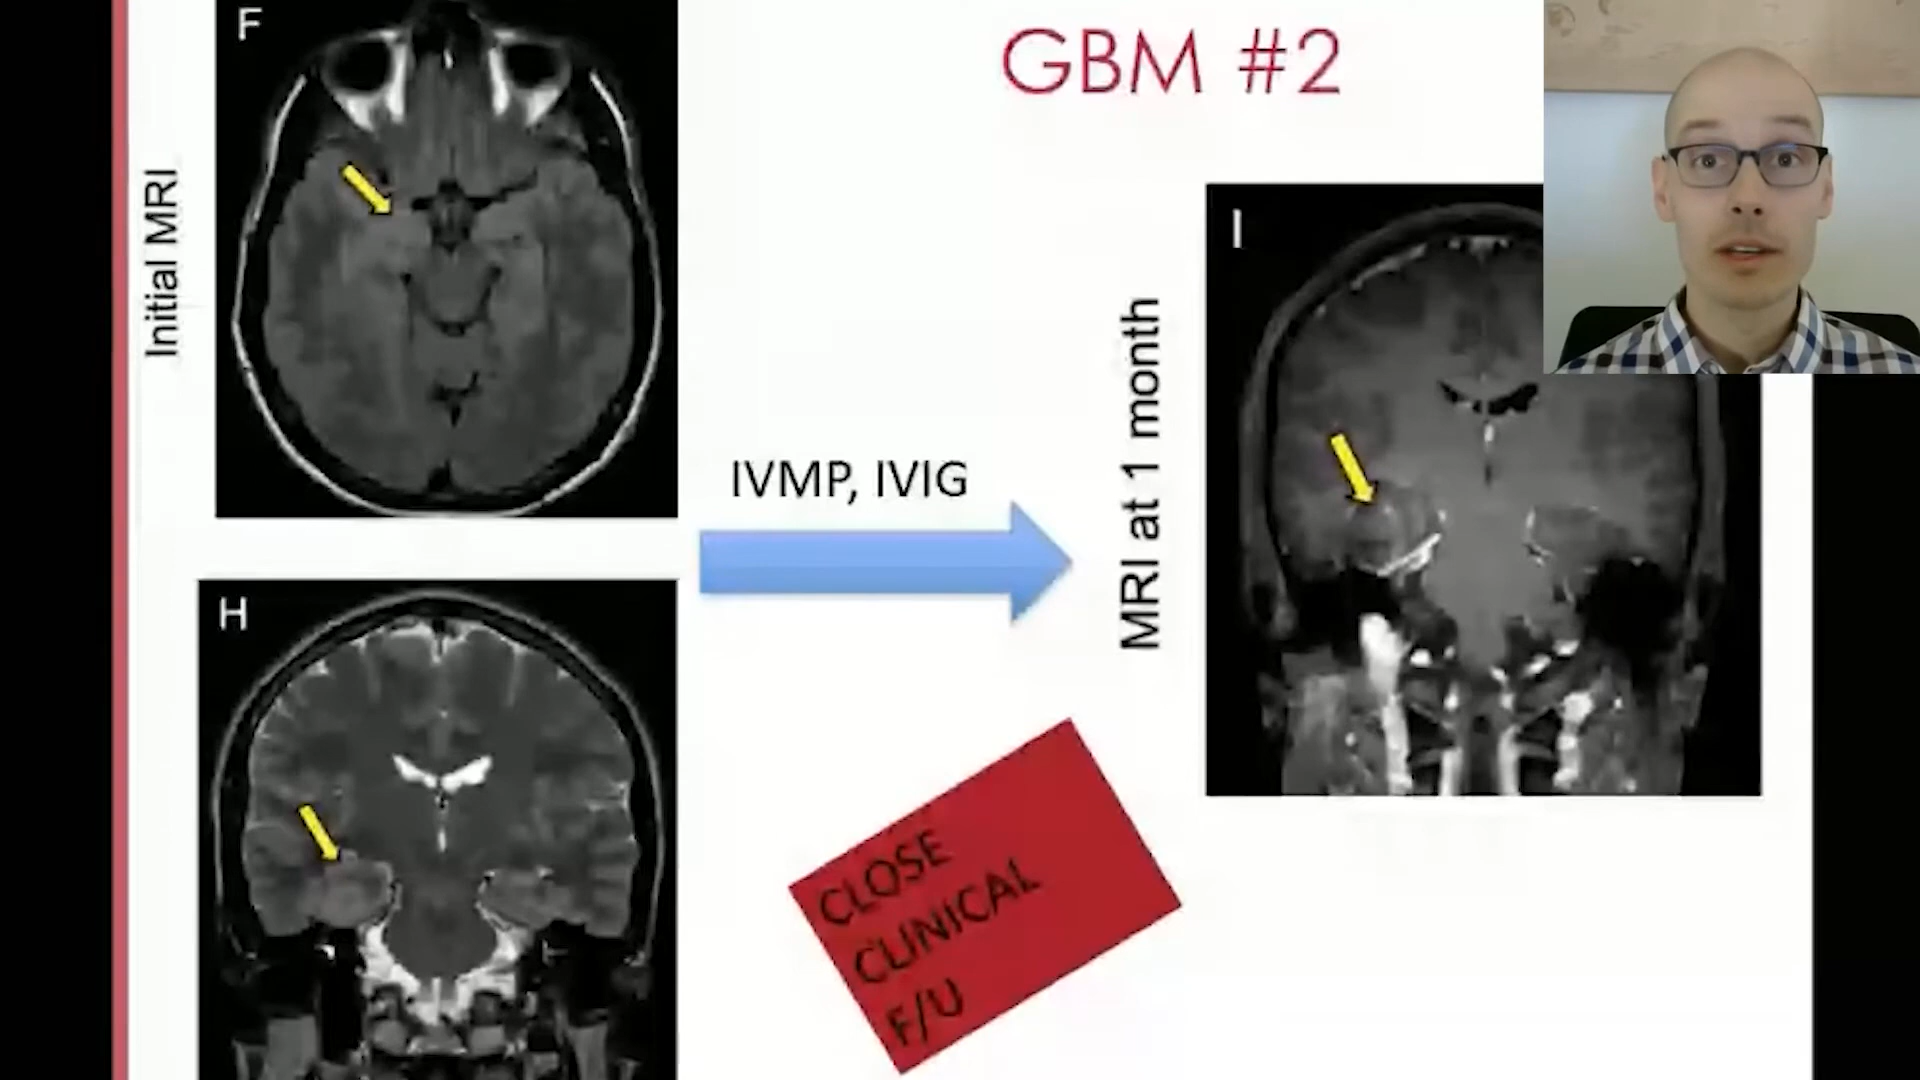 F
GBM #2
Initial MRI
I
MRI at 1 month
IVMP, IVIG
H
CLOSE
CLINICAL
F/U